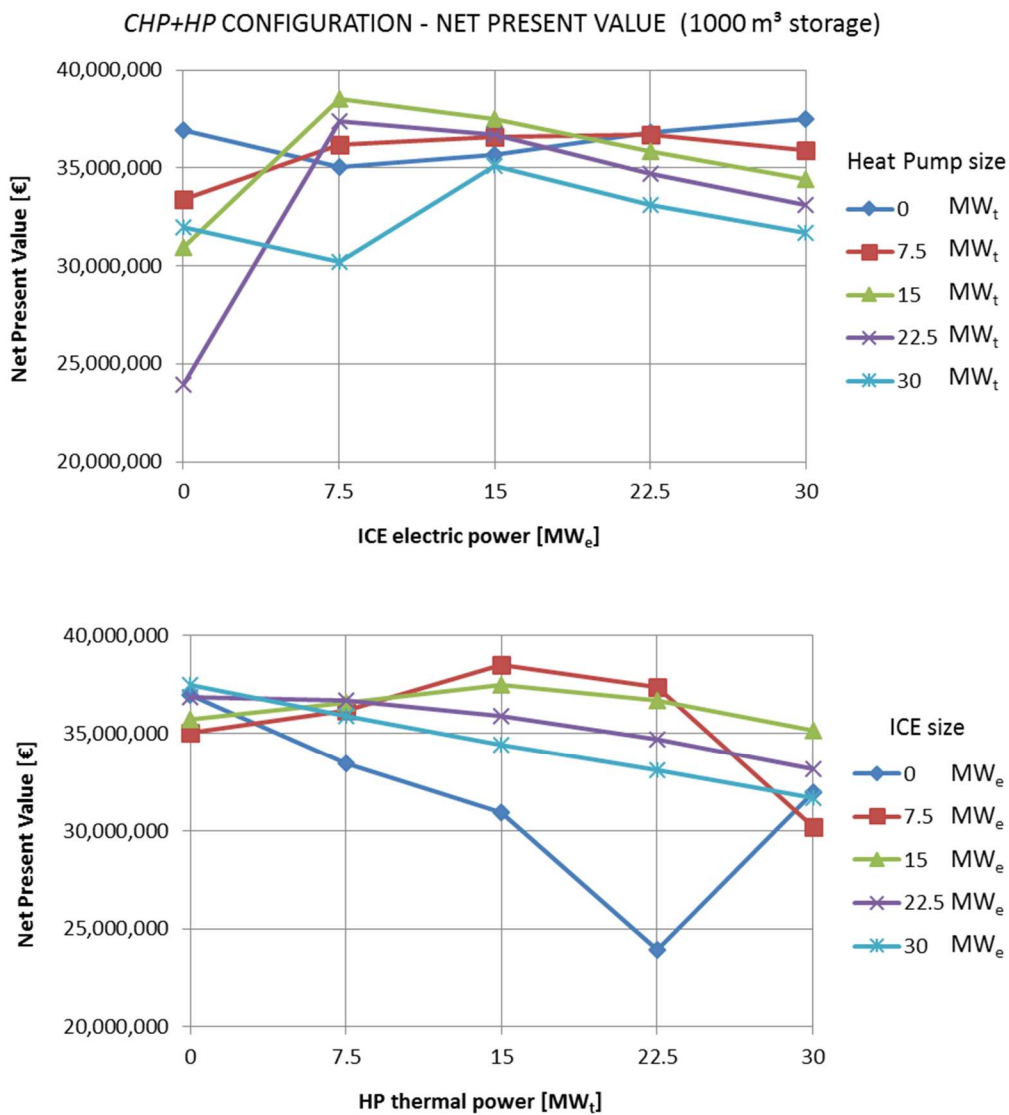 CHP+HP CONFIGURATION - NET PRESENT VALUE (1000 m³ storage)
40,000,000
35,000,000
30,000,000
25,000,000
20,000,000
Net Present Value [€]
0 7.5 15 22.5 30
ICE electric power [MWₑ]
Heat Pump size
0 MWₜ
7.5 MWₜ
15 MWₜ
22.5 MWₜ
30 MWₜ
40,000,000
35,000,000
30,000,000
25,000,000
20,000,000
Net Present Value [€]
0 7.5 15 22.5 30
HP thermal power [MWₜ]
ICE size
0 MWₑ
7.5 MWₑ
15 MWₑ
22.5 MWₑ
30 MWₑ